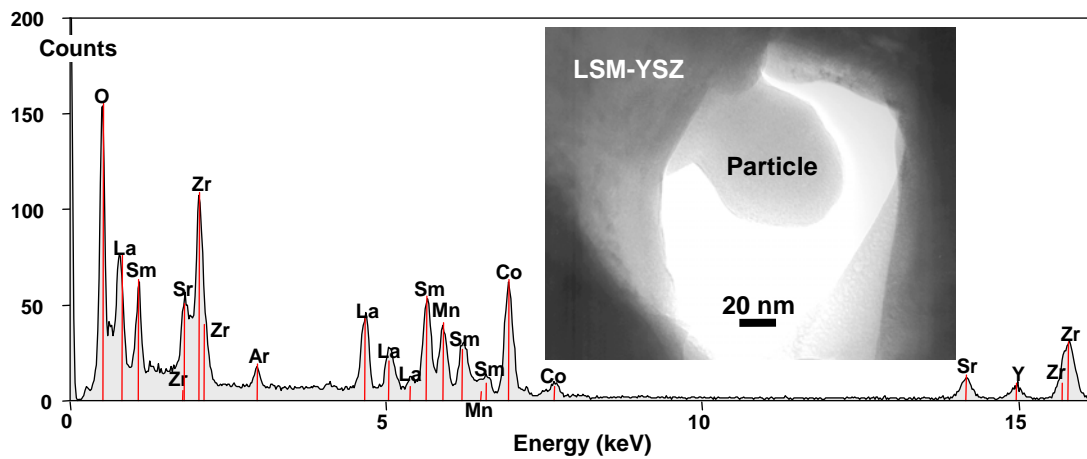 200
Counts
150
100
50
0
O
La
Sm
Sr
Zr
Zr
Zr
Ar
La
La
La
Sm
Mn
Sm
Sm
Mn
Co
Co
Sr
Y
Zr
Zr
0
5
10
15
Energy (keV)
LSM-YSZ
Particle
20 nm